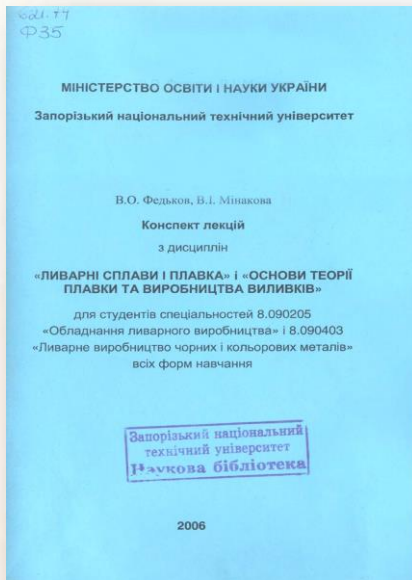 621.74
Ф35
МІНІСТЕРСТВО ОСВІТИ І НАУКИ УКРАЇНИ
Запорізький національний технічний університет
В.О. Федьков, В.І. Мінакова
Конспект лекцій
з дисциплін
«ЛИВАРНІ СПЛАВИ І ПЛАВКА» і «ОСНОВИ ТЕОРІЇ
ПЛАВКИ ТА ВИРОБНИЦТВА ВИЛИВКІВ»
для студентів спеціальностей 8.090205
«Обладнання ливарного виробництва» і 8.090403
«Ливарне виробництво чорних і кольорових металів»
всіх форм навчання
Запорізький національний
технічний університет
Наукова бібліотека
2006